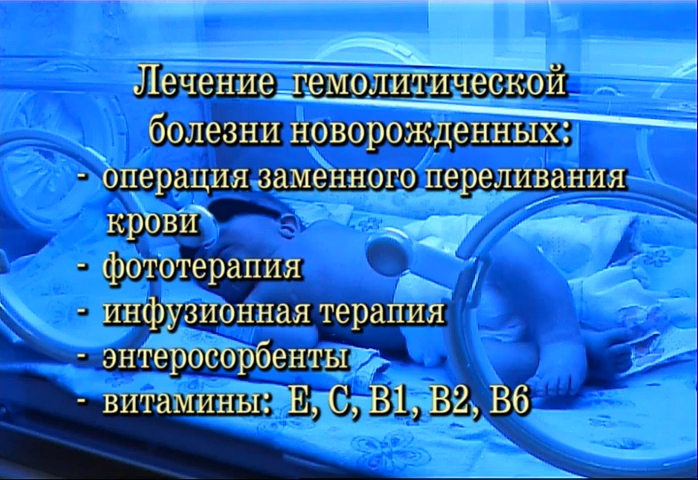 Лечение гемолитической
болезни новорожденных:
- операция заменного переливания
крови
- фототерапия
- инфузионная терапия
- энтеросорбенты
- витамины: Е, С, В1, В2, В6